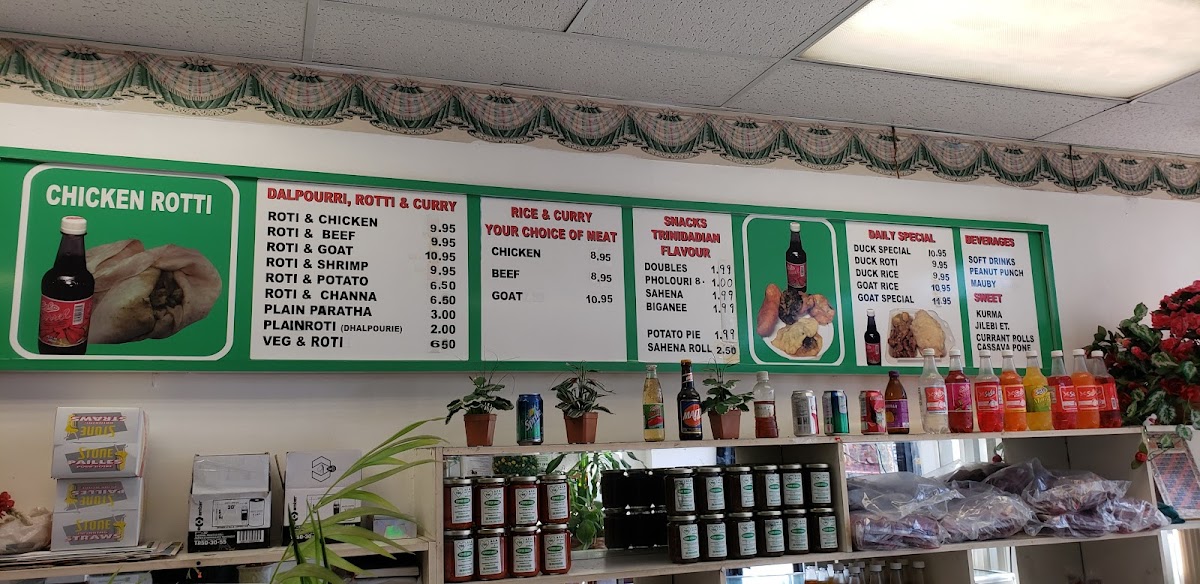 CHICKEN ROTTI
DALPOURRI, ROTTI & CURRY
ROTI & CHICKEN 9.95
ROTI & BEEF 9.95
ROTI & GOAT 10.95
ROTI & SHRIMP 9.95
ROTI & POTATO 6.50
ROTI & CHANNA 6.50
PLAIN PARATHA 3.00
PLAINROTI (DHALPOURIE) 2.00
VEG & ROTI 6.50
RICE & CURRY
YOUR CHOICE OF MEAT
CHICKEN 8.95
BEEF 8.95
GOAT 10.95
SNACKS
TRINIDADIAN
FLAVOUR
DOUBLES 1.99
PHOLOURI 8. 1.00
SAHENA 1.99
BIGANEE 1.99
POTATO PIE 1.99
SAHENA ROLL 2.50
DAILY SPECIAL
DUCK SPECIAL 10.95
DUCK ROTI 9.95
DUCK RICE 9.95
GOAT RICE 10.95
GOAT SPECIAL 11.95
BEVERAGES
SOFT DRINKS
PEANUT PUNCH
MAUBY
SWEET
KURMA
JILEBI ET.
CURRANT ROLLS
CASSAVA PONE
STRAWS
STONE
PAILLES
STONE
STRAWS